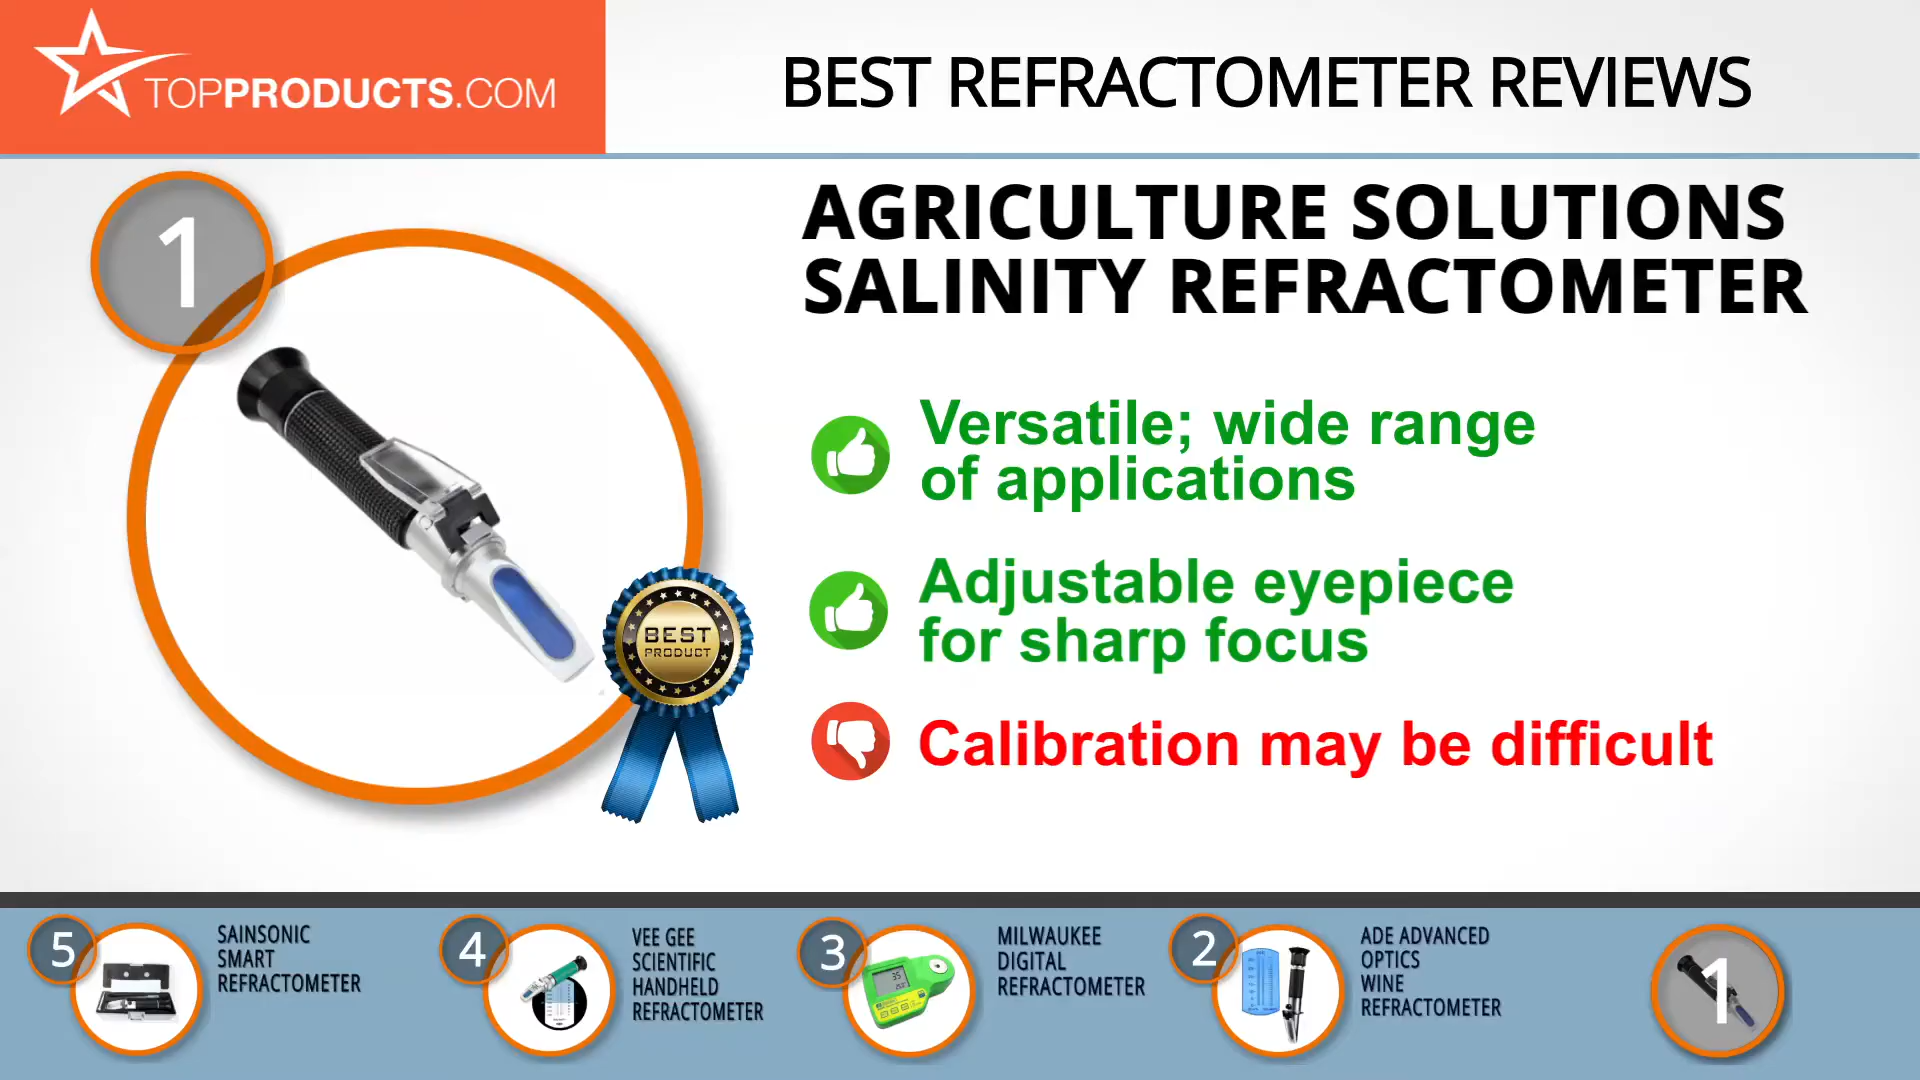 TOPPRODUCTS.COM
BEST REFRACTOMETER REVIEWS
1
AGRICULTURE SOLUTIONS
SALINITY REFRACTOMETER
Versatile; wide range
of applications
Adjustable eyepiece
for sharp focus
BEST
PRODUCT
Calibration may be difficult
5
SAINSONIC
SMART
REFRACTOMETER
4
VEE GEE
SCIENTIFIC
HANDHELD
REFRACTOMETER
3
MILWAUKEE
DIGITAL
REFRACTOMETER
2
ADE ADVANCED
OPTICS
WINE
REFRACTOMETER
1